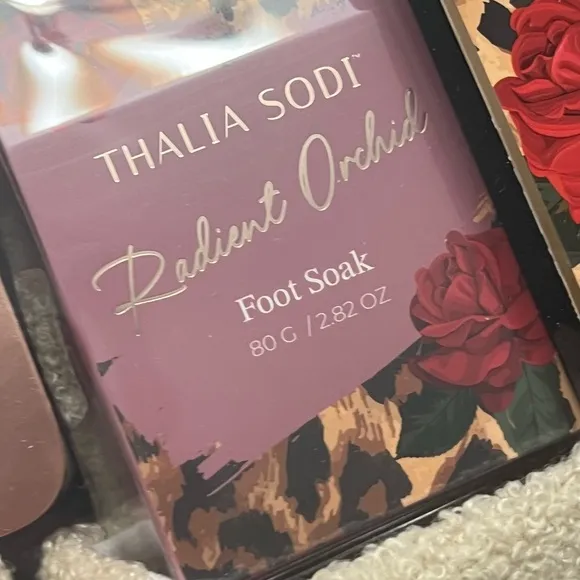 THALIA SODI™
Radient Orchid
Foot Soak
80 G / 2.82 OZ